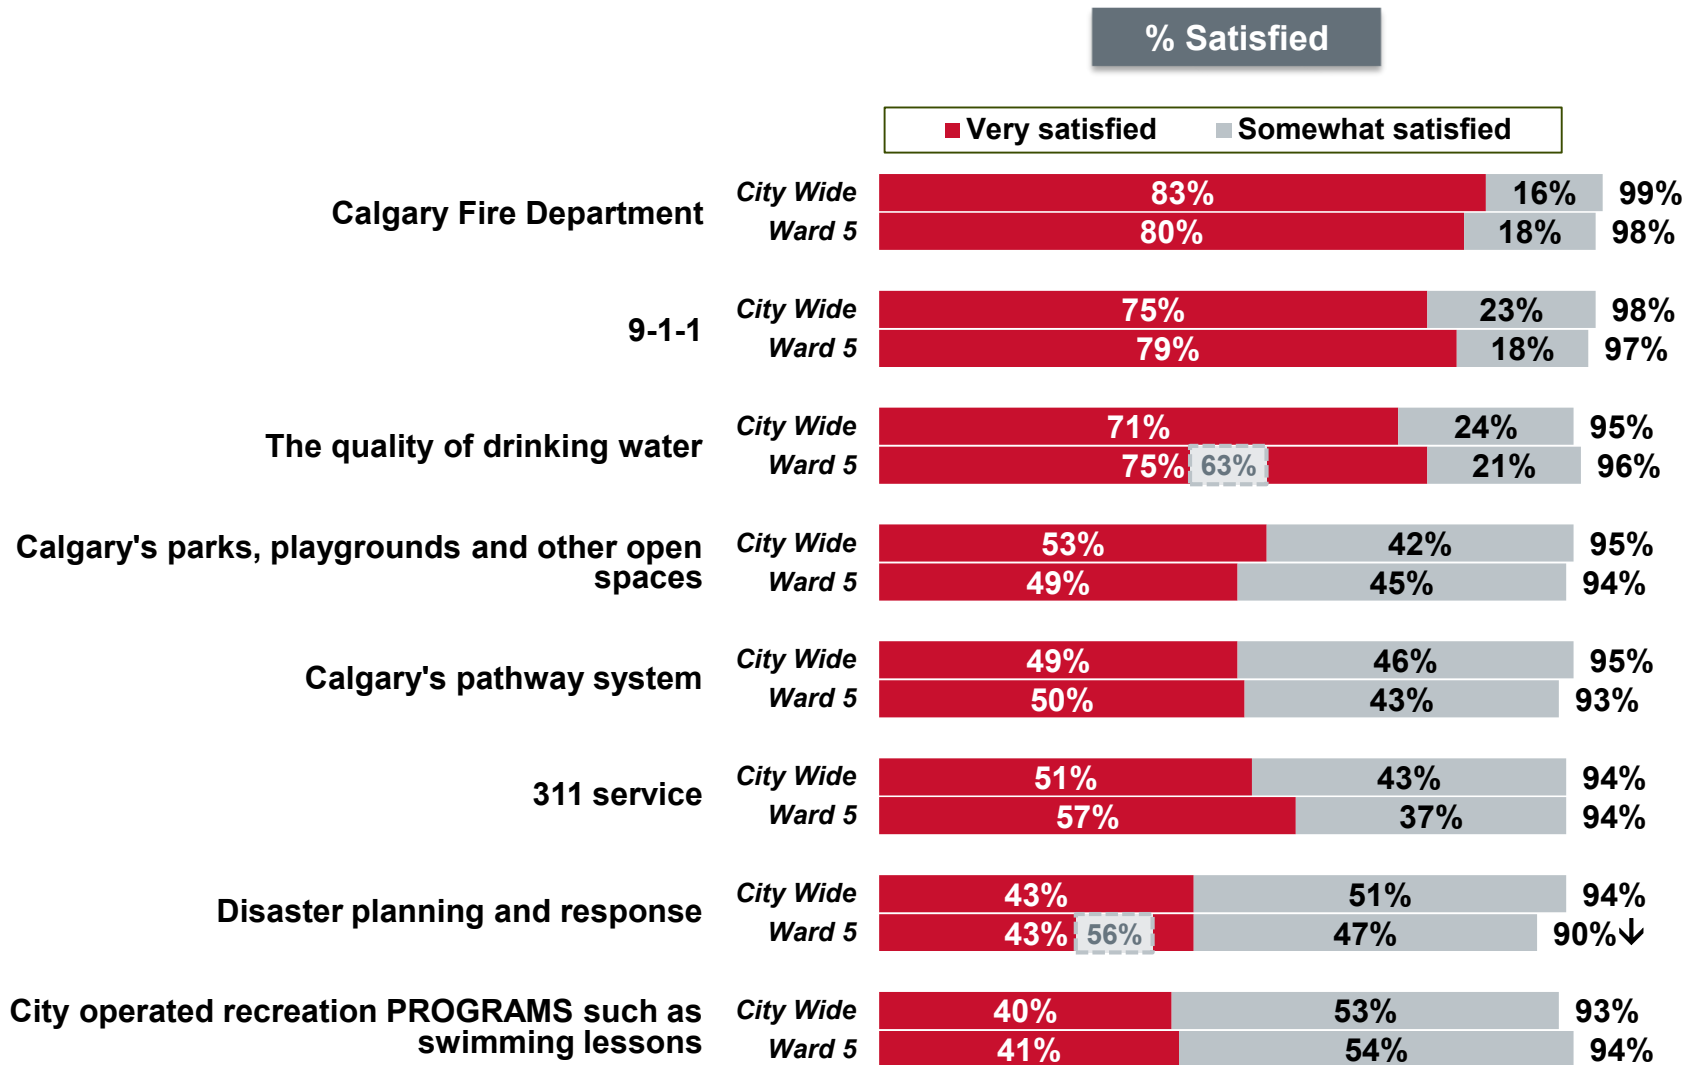 % Satisfied
Very satisfied Somewhat satisfied
Calgary Fire Department
City Wide 83% 16% 99%
Ward 5 80% 18% 98%
9-1-1
City Wide 75% 23% 98%
Ward 5 79% 18% 97%
The quality of drinking water
City Wide 71% 24% 95%
Ward 5 75% 63% 21% 96%
Calgary's parks, playgrounds and other open
spaces
City Wide 53% 42% 95%
Ward 5 49% 45% 94%
Calgary's pathway system
City Wide 49% 46% 95%
Ward 5 50% 43% 93%
311 service
City Wide 51% 43% 94%
Ward 5 57% 37% 94%
Disaster planning and response
City Wide 43% 51% 94%
Ward 5 43% 56% 47% 90%↓
City operated recreation PROGRAMS such as
swimming lessons
City Wide 40% 53% 93%
Ward 5 41% 54% 94%